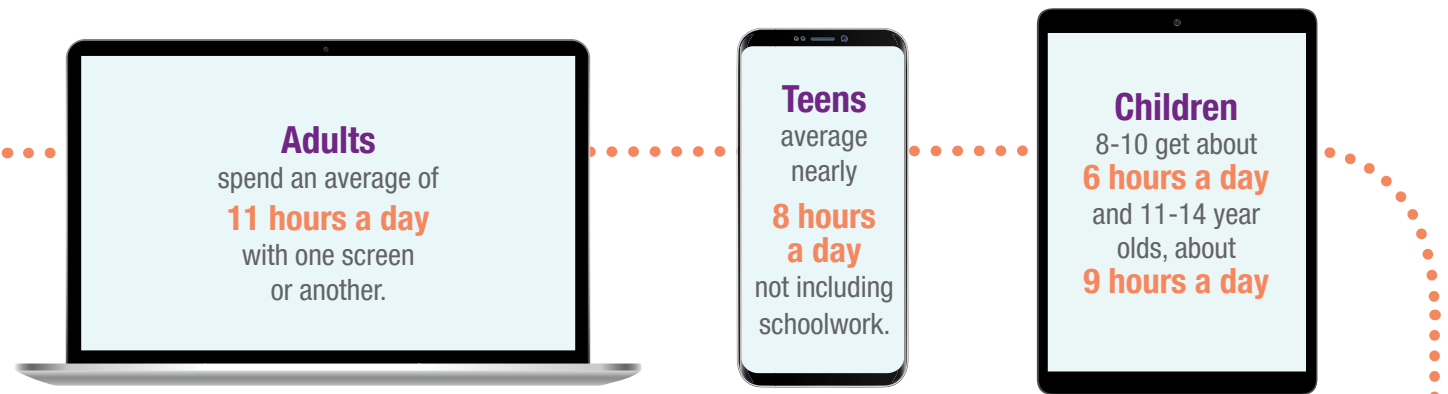 Adults
spend an average of
11 hours a day
with one screen
or another.
Teens
average
nearly
8 hours
a day
not including
schoolwork.
Children
8-10 get about
6 hours a day
and 11-14 year
olds, about
9 hours a day